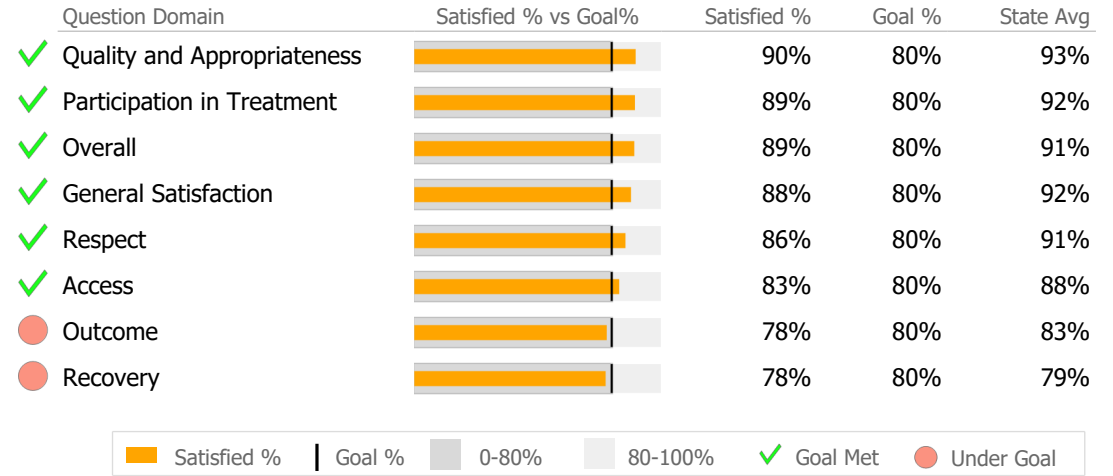 Question Domain Satisfied % vs Goal% Satisfied % Goal % State Avg
Quality and Appropriateness 90% 80% 93%
Participation in Treatment 89% 80% 92%
Overall 89% 80% 91%
General Satisfaction 88% 80% 92%
Respect 86% 80% 91%
Access 83% 80% 88%
Outcome 78% 80% 83%
Recovery 78% 80% 79%
Satisfied % Goal % 0-80% 80-100% Goal Met Under Goal